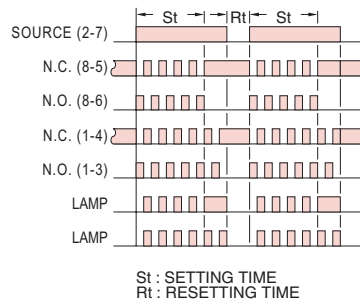 St Rt St
SOURCE (2-7)
N.C. (8-5)
N.O. (8-6)
N.C. (1-4)
N.O. (1-3)
LAMP
LAMP
St : SETTING TIME
Rt : RESETTING TIME